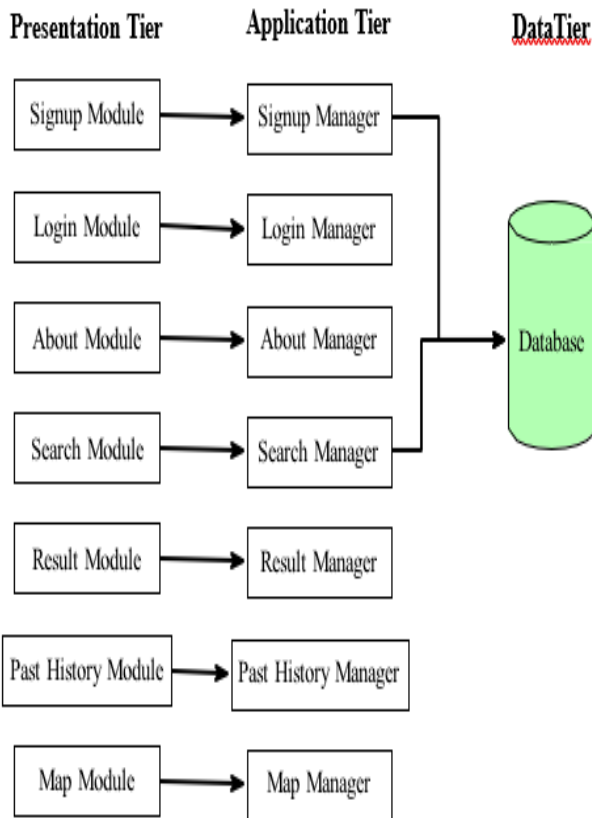 Presentation Tier
Application Tier
DataTier
Signup Module
Signup Manager
Login Module
Login Manager
About Module
About Manager
Database
Search Module
Search Manager
Result Module
Result Manager
Past History Module
Past History Manager
Map Module
Map Manager